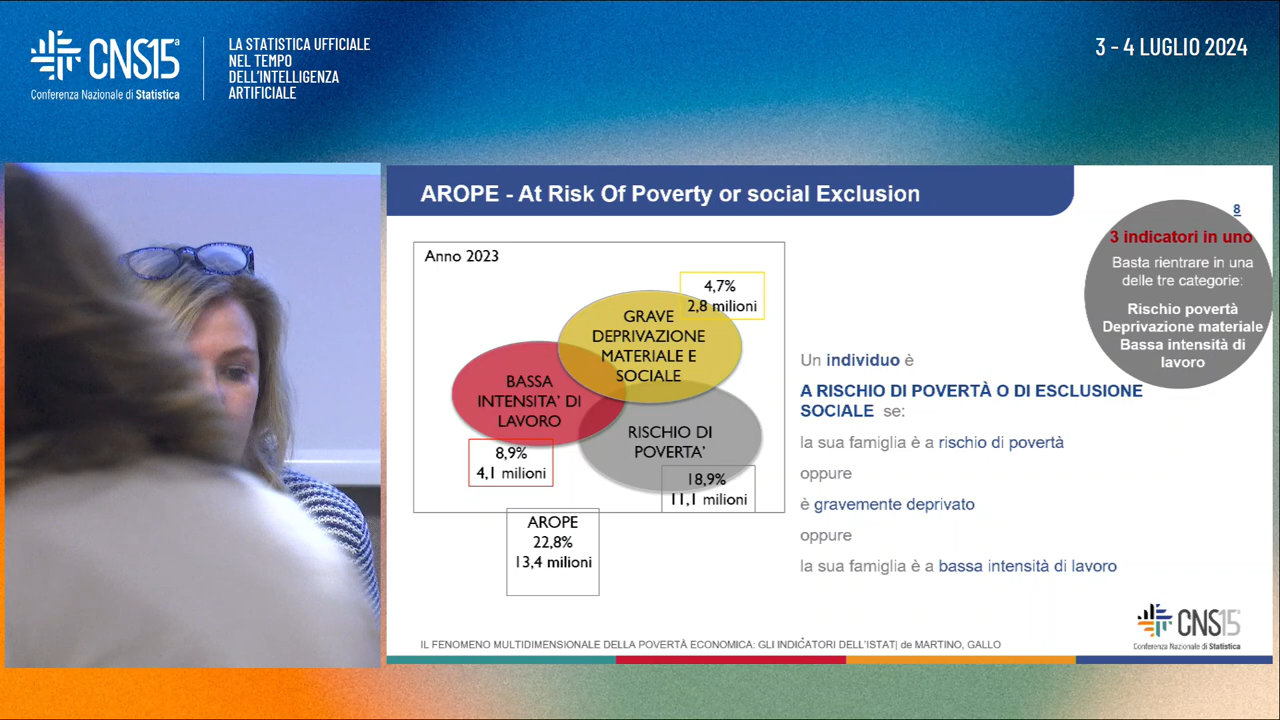 CNS15ª
Conferenza Nazionale di Statistica
LA STATISTICA UFFICIALE
NEL TEMPO
DELL'INTELLIGENZA
ARTIFICIALE
3 - 4 LUGLIO 2024
AROPE - At Risk Of Poverty or social Exclusion
8
3 indicatori in uno
Basta rientrare in una
delle tre categorie:
Rischio povertà
Deprivazione materiale
Bassa intensità di
lavoro
Anno 2023
4,7%
2,8 milioni
GRAVE
DEPRIVAZIONE
MATERIALE E
SOCIALE
BASSA
INTENSITA' DI
LAVORO
RISCHIO DI
POVERTA'
8,9%
4,1 milioni
18,9%
11,1 milioni
AROPE
22,8%
13,4 milioni
Un individuo è
A RISCHIO DI POVERTÀ O DI ESCLUSIONE
SOCIALE se:
la sua famiglia è a rischio di povertà
oppure
è gravemente deprivato
oppure
la sua famiglia è a bassa intensità di lavoro
IL FENOMENO MULTIDIMENSIONALE DELLA POVERTÀ ECONOMICA: GLI INDICATORI DELL'ISTAT| de MARTINO, GALLO
CNS15ª
Conferenza Nazionale di Statistica